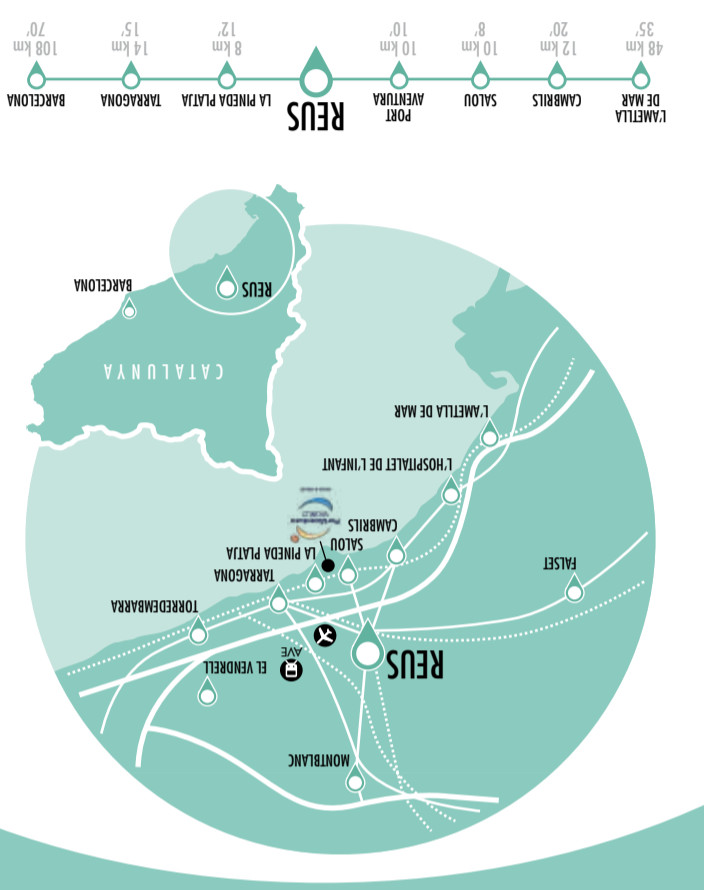 MONTBLANC
REUS
EL VENDRELL
AVE
TORREDEMBARRA
FALSET
TARRAGONA
LA PINEDA PLATJA
SALOU
CAMBRILS
PortAventura
WORLD
L'HOSPITALET DE L'INFANT
L'AMETLLA DE MAR
CATALUNYA
REUS
BARCELONA
L'AMETLLA
DE MAR
48 km
35'
CAMBRILS
12 km
20'
SALOU
10 km
8'
PORT
AVENTURA
10 km
10'
REUS
LA PINEDA PLATJA
8 km
12'
TARRAGONA
14 km
15'
BARCELONA
108 km
70'